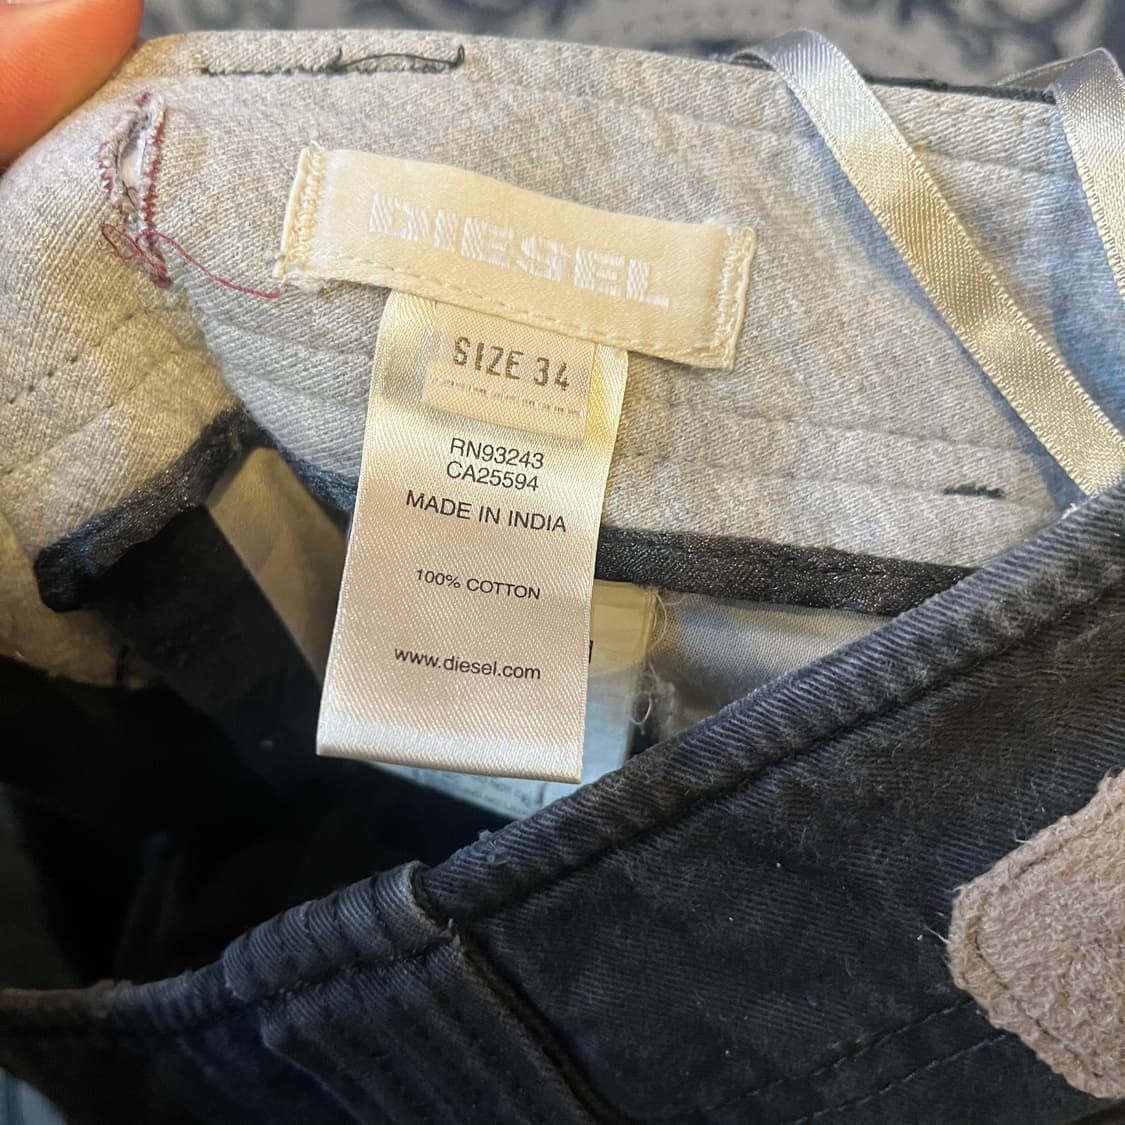 DIESEL
SIZE 34
RN93243
CA25594
MADE IN INDIA
100% COTTON
www.diesel.com